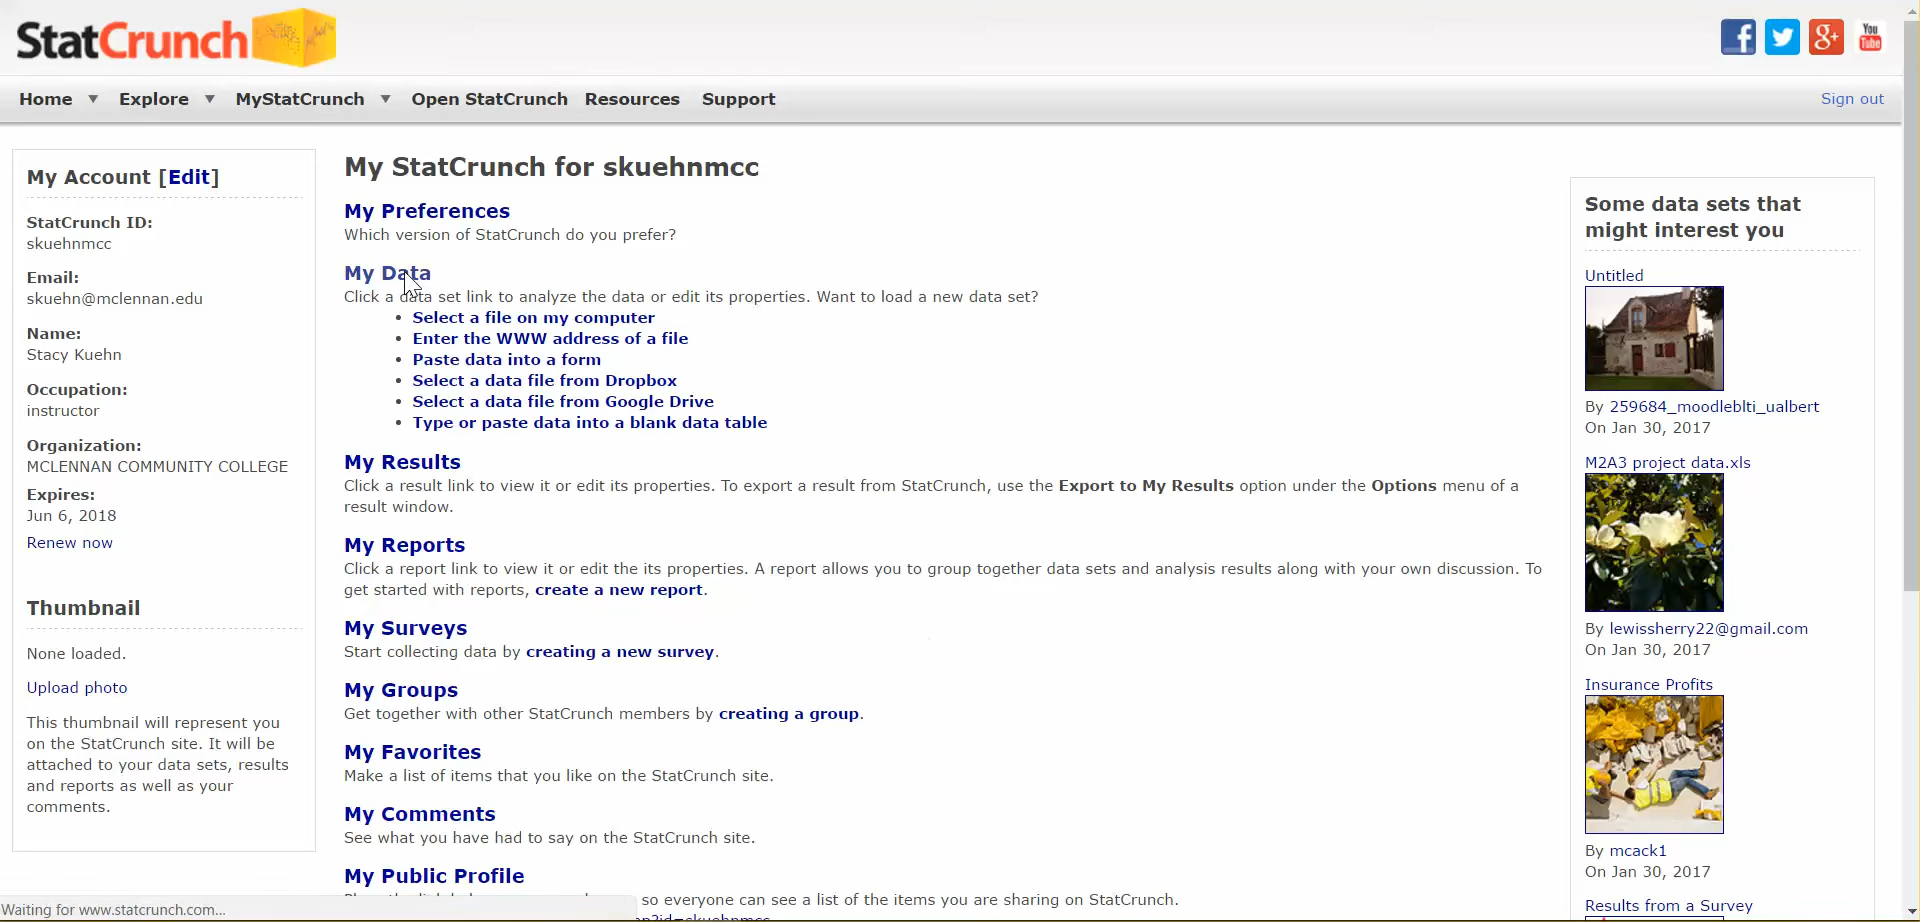 StatCrunch
You
Tube
Home Explore MyStatCrunch Open StatCrunch Resources Support
Sign out
My Account [Edit]
StatCrunch ID:
skuehnmcc
Email:
skuehn@mclennan.edu
Name:
Stacy Kuehn
Occupation:
instructor
Organization:
MCLENNAN COMMUNITY COLLEGE
Expires:
Jun 6, 2018
Renew now
Thumbnail
None loaded.
Upload photo
This thumbnail will represent you
on the StatCrunch site. It will be
attached to your data sets, results
and reports as well as your
comments.
My StatCrunch for skuehnmcc
My Preferences
Which version of StatCrunch do you prefer?
My Data
Click a data set link to analyze the data or edit its properties. Want to load a new data set?
• Select a file on my computer
• Enter the WWW address of a file
• Paste data into a form
• Select a data file from Dropbox
• Select a data file from Google Drive
• Type or paste data into a blank data table
My Results
Click a result link to view it or edit its properties. To export a result from StatCrunch, use the Export to My Results option under the Options menu of a
result window.
My Reports
Click a report link to view it or edit the its properties. A report allows you to group together data sets and analysis results along with your own discussion. To
get started with reports, create a new report.
My Surveys
Start collecting data by creating a new survey.
My Groups
Get together with other StatCrunch members by creating a group.
My Favorites
Make a list of items that you like on the StatCrunch site.
My Comments
See what you have had to say on the StatCrunch site.
My Public Profile
so everyone can see a list of the items you are sharing on StatCrunch.
Some data sets that
might interest you
Untitled
By 259684_moodleblti_ualbert
On Jan 30, 2017
M2A3 project data.xls
By lewissherry22@gmail.com
On Jan 30, 2017
Insurance Profits
By mcack1
On Jan 30, 2017
Results from a Survey
Waiting for www.statcrunch.com...